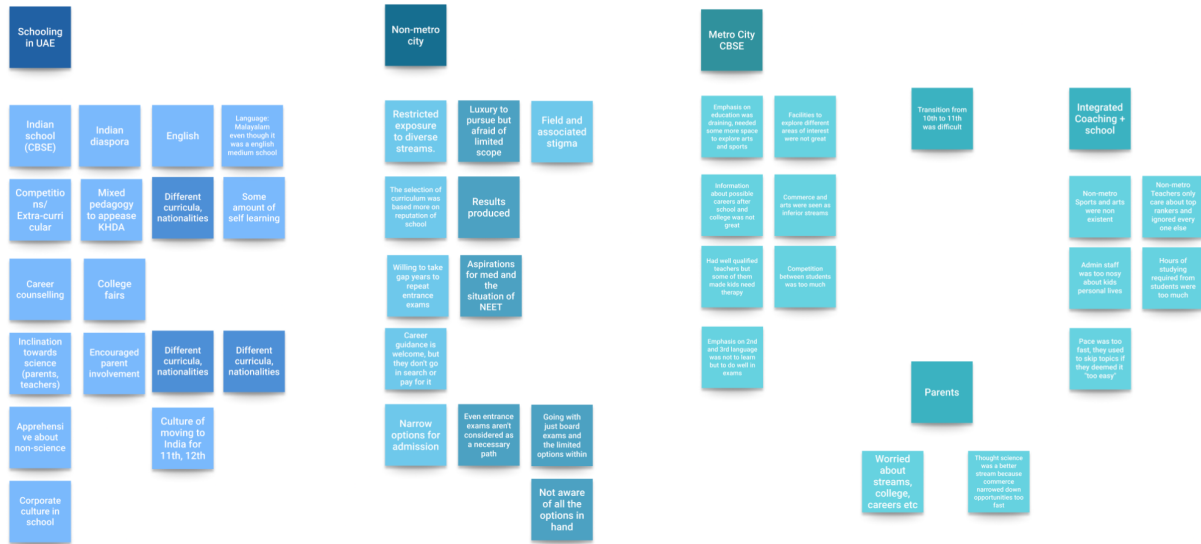 Schooling
in UAE
Indian
school
(CBSE)
Indian
diaspora
English
Language:
Malayalam
even though it
was a english
medium school
Competitio
ns/
Extra-curri
cular
Mixed
pedagogy
to appease
KHDA
Different
curricula,
nationalities
Some
amount of
self learning
Career
counselling
College
fairs
Inclination
towards
science
(parents,
teachers)
Encouraged
parent
involvement
Different
curricula,
nationalities
Different
curricula,
nationalities
Apprehensi
ve about
non-science
Culture of
moving to
India for
11th, 12th
Corporate
culture in
school
Non-metro
city
Restricted
exposure
to diverse
streams.
Luxury to
pursue but
afraid of
limited
scope
Field and
associated
stigma
The selection of
curriculum was
based more on
reputation of
school
Results
produced
Willing to take
gap years to
repeat
entrance
exams
Aspirations
for med and
the
situation of
NEET
Career
guidance is
welcome, but
they don't go
in search or
pay for it
Narrow
options for
admission
Even entrance
exams aren't
considered as
a necessary
path
Going with
just board
exams and
the limited
options within
Not aware
of all the
options in
hand
Metro City
CBSE
Emphasis on
education was
draining, needed
some more space
to explore arts
and sports
Facilities to
explore different
areas of interest
were not great
Information
about possible
careers after
school and
college was not
great
Commerce and
arts were seen as
inferior streams
Had well qualified
teachers but
some of them
made kids need
therapy
Competition
between students
was too much
Emphasis on 2nd
and 3rd language
was not to learn
but to do well in
exams
Transition from
10th to 11th
was difficult
Parents
Worried
about
streams,
college,
careers etc
Thought science
was a better
stream because
commerce
narrowed down
opportunities too
fast
Integrated
Coaching +
school
Non-metro
Sports and arts
were non
existent
Non-metro
Teachers only
care about top
rankers and
ignored every
one else
Admin staff
was too nosy
about kids
personal lives
Hours of
studying
required from
students were
too much
Pace was too
fast, they used
to skip topics if
they deemed it
"too easy"